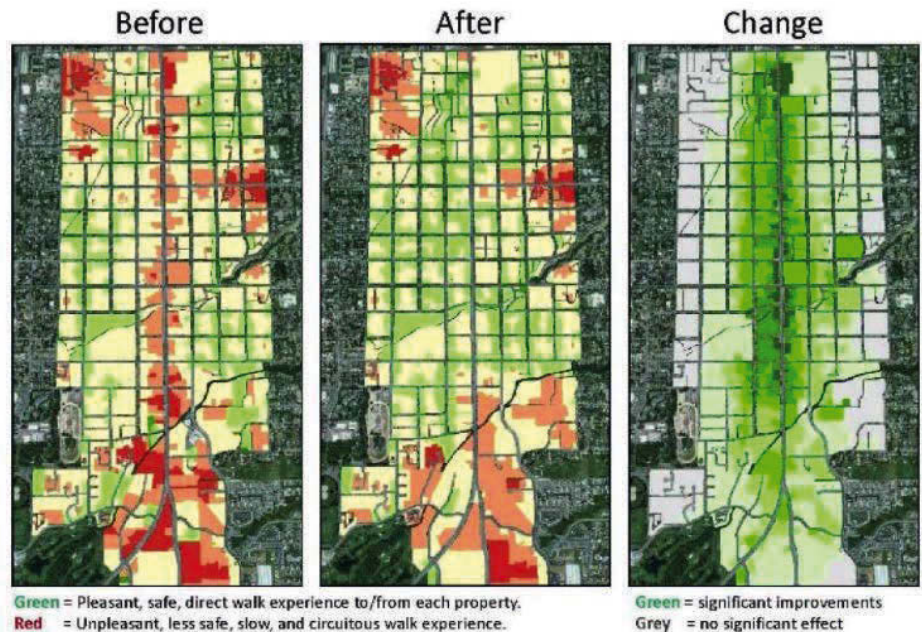 Before
After
Change
Green = Pleasant, safe, direct walk experience to/from each property.
Red = Unpleasant, less safe, slow, and circuitous walk experience.
Green = significant improvements
Grey = no significant effect